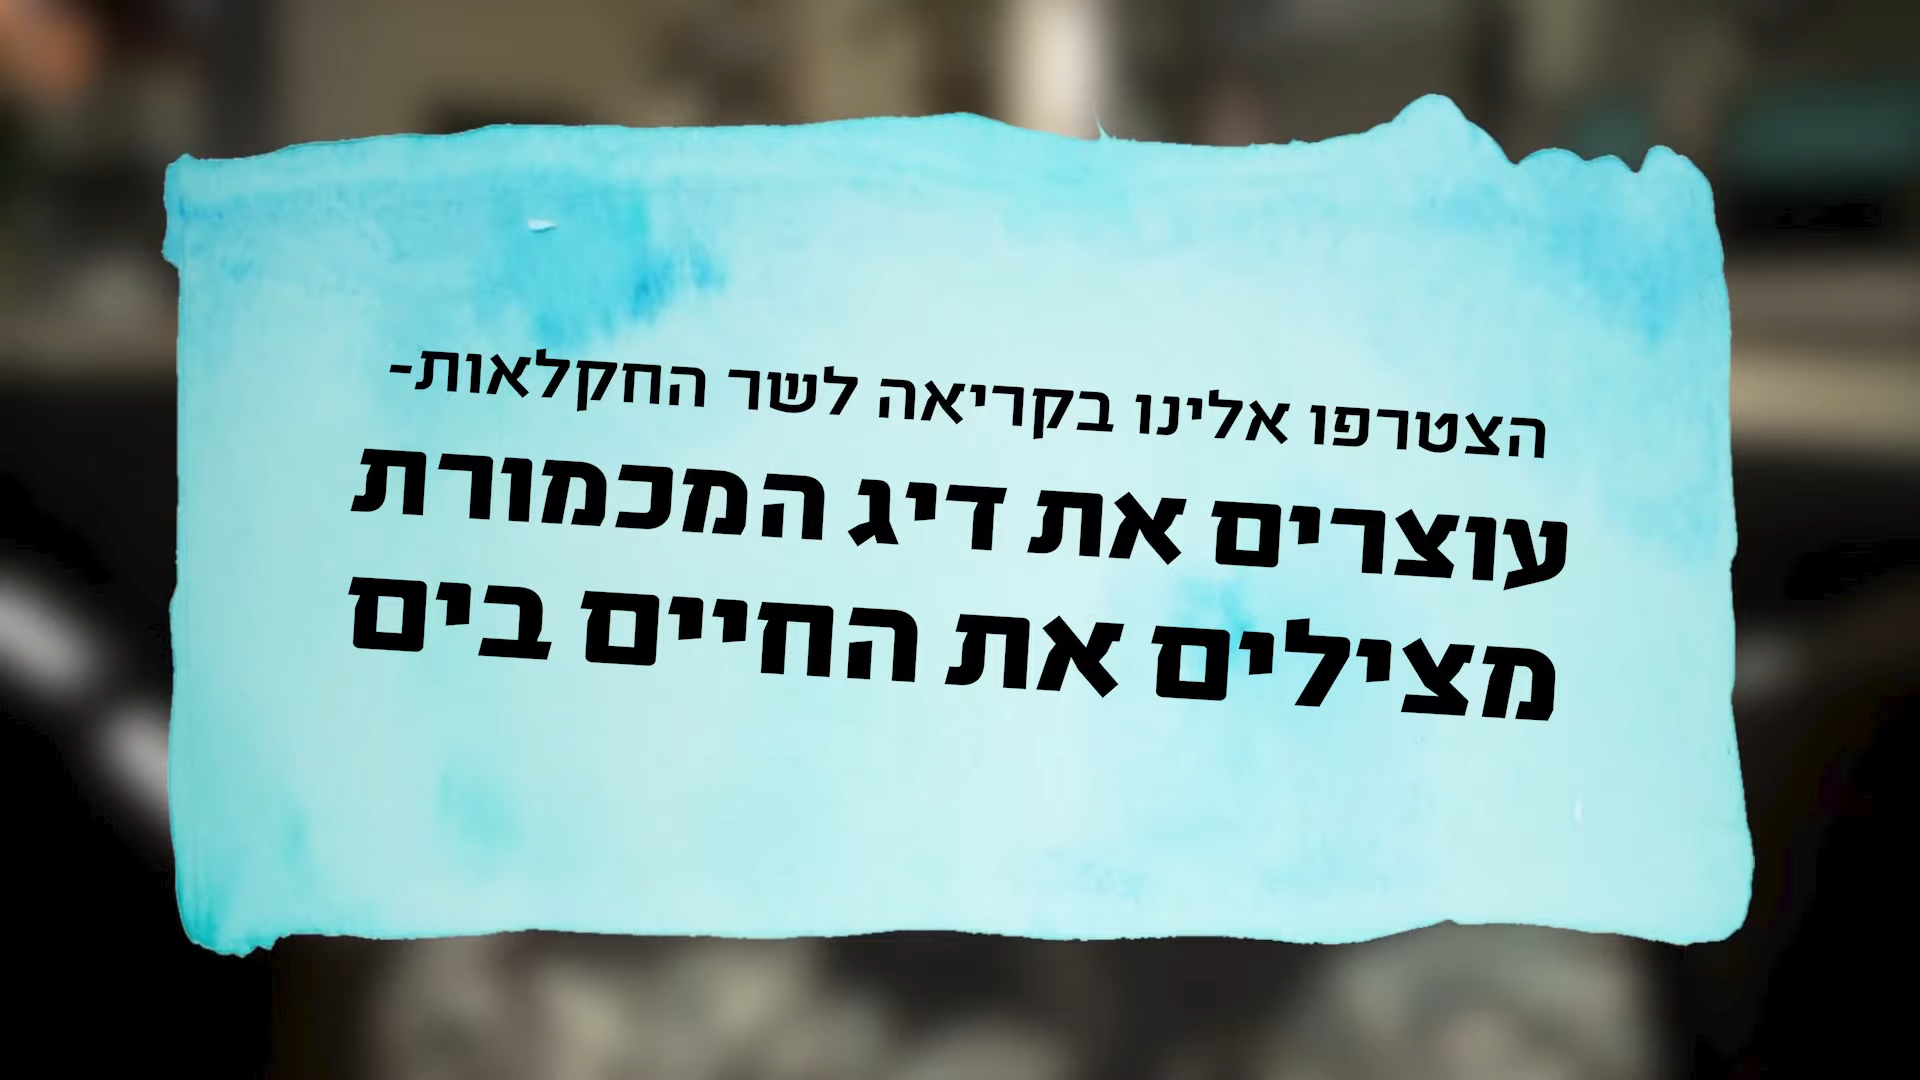 הצטרפו אלינו בקריאה לשר החקלאות-
עוצרים את דיג המכמורת
מצילים את החיים בים